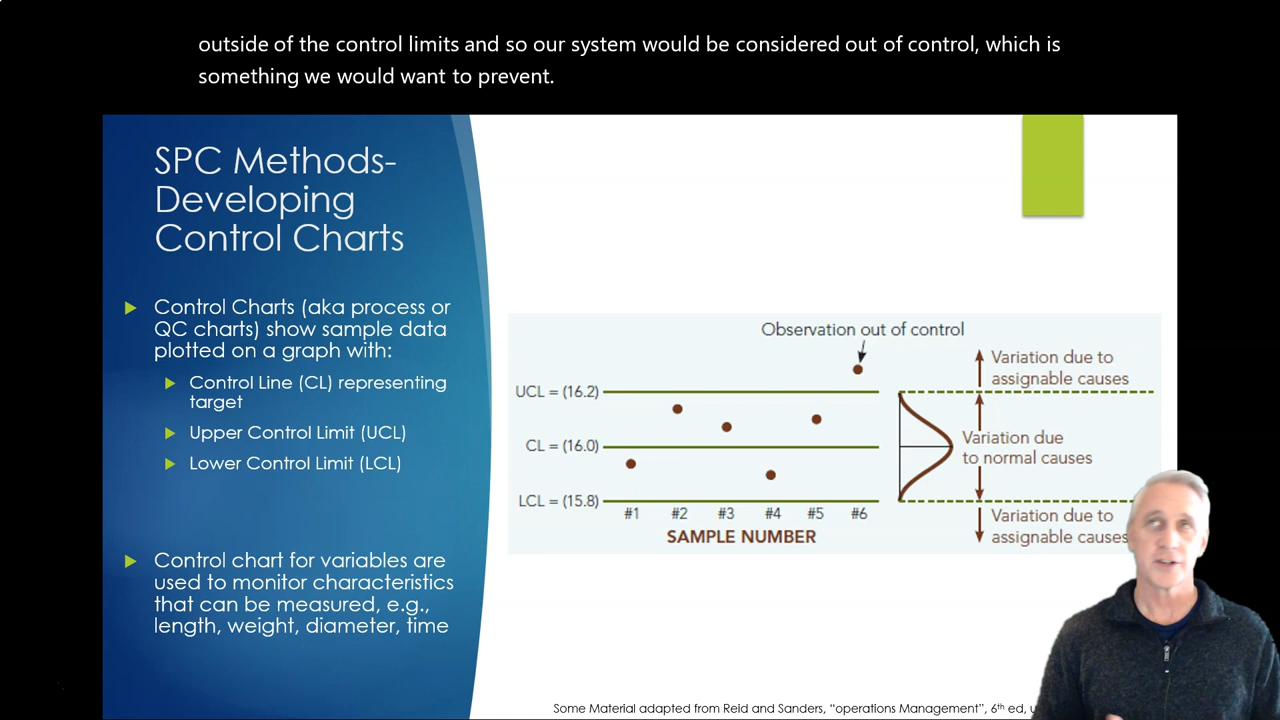 outside of the control limits and so our system would be considered out of control, which is
something we would want to prevent.
SPC Methods-
Developing
Control Charts
Control Charts (aka process or
QC charts) show sample data
plotted on a graph with:
Control Line (CL) representing
target
Upper Control Limit (UCL)
Lower Control Limit (LCL)
Control chart for variables are
used to monitor characteristics
that can be measured, e.g.,
length, weight, diameter, time
Observation out of control
UCL = (16.2)
CL = (16.0)
LCL = (15.8)
#1 #2 #3 #4 #5 #6
SAMPLE NUMBER
Variation due to
assignable causes
Variation due
to normal causes
Variation due to
assignable causes
Some Material adapted from Reid and Sanders, “operations Management”, 6th ed,